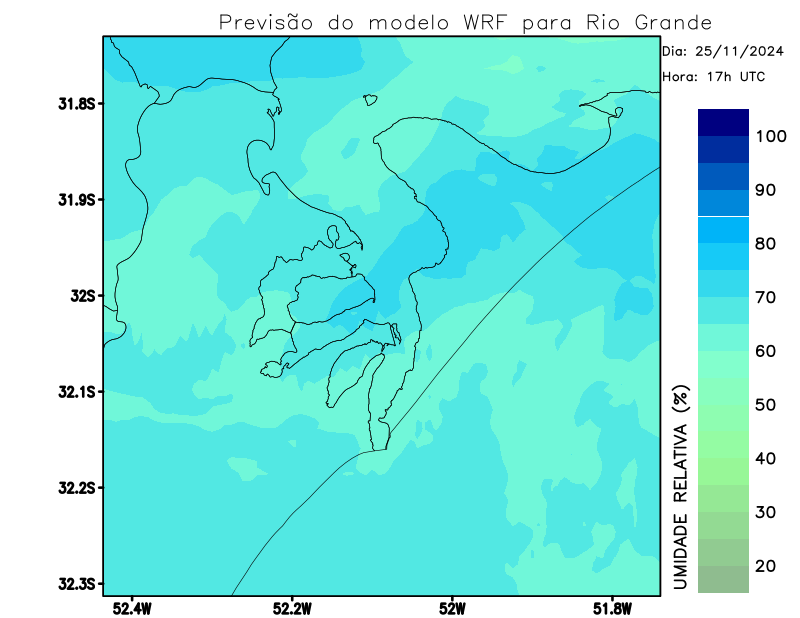 Previsão do modelo WRF para Rio Grande
Dia: 25/11/2024
Hora: 17h UTC
31.8S
31.9S
32S
32.1S
32.2S
32.3S
52.4W
52.2W
52W
51.8W
100
90
80
70
60
50
40
30
20
UMIDADE RELATIVA (%)